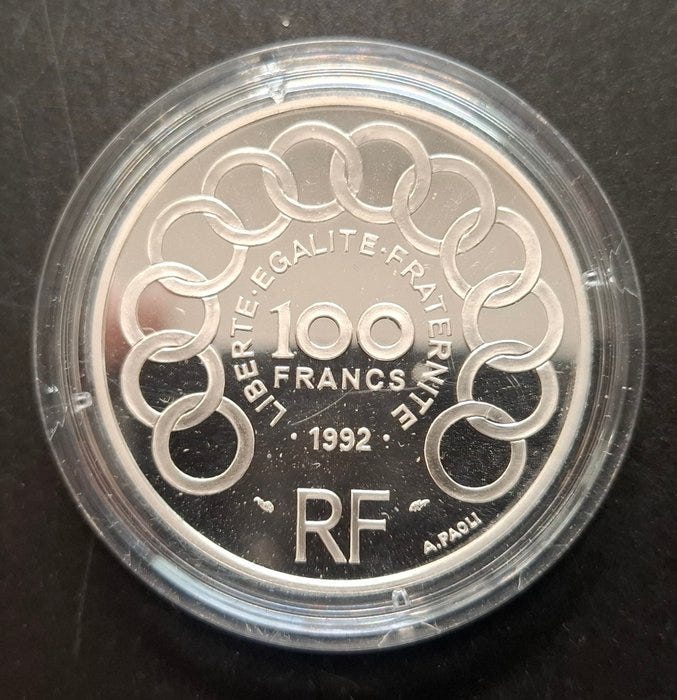 LIBERTE·EGALITE·FRATERNITE
100
FRANCS
· 1992 ·
RF
A.PAOLI